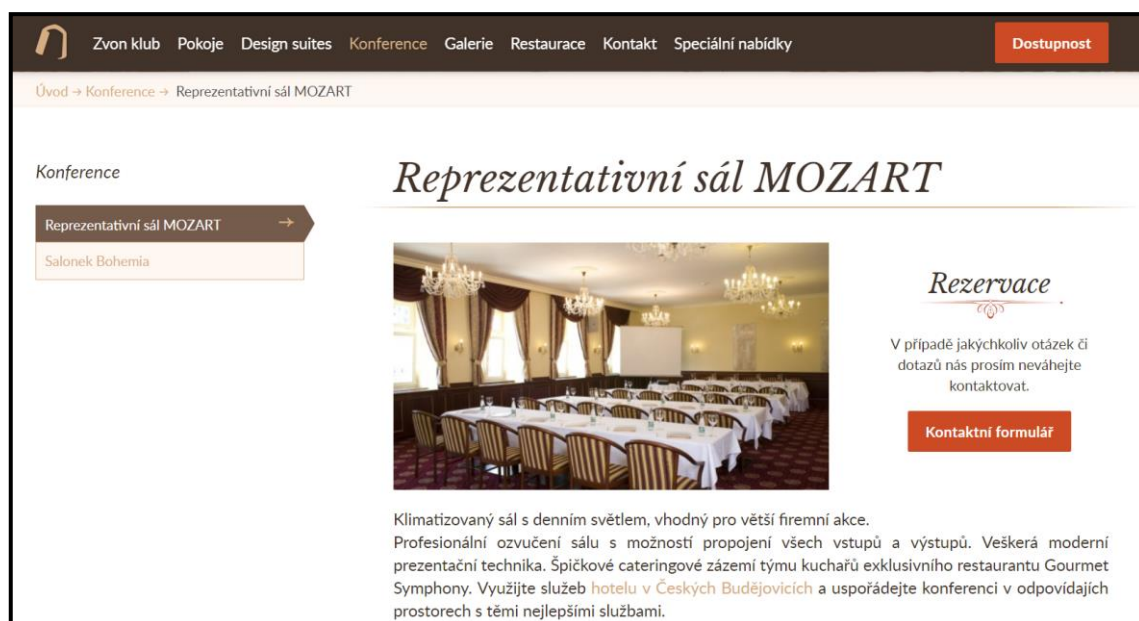 Zvon klub Pokoje Design suites Konference Galerie Restaurace Kontakt Speciální nabídky Dostupnost
Úvod → Konference → Reprezentativní sál MOZART
Konference
Reprezentativní sál MOZART →
Salonek Bohemia
Reprezentativní sál MOZART
Rezervace
V případě jakýchkoliv otázek či
dotazů nás prosím neváhejte
kontaktovat.
Kontaktní formulář
Klimatizovaný sál s denním světlem, vhodný pro větší firemní akce.
Profesionální ozvučení sálu s možností propojení všech vstupů a výstupů. Veškerá moderní
prezentační technika. Špičkové cateringové zázemí týmu kuchařů exklusivního restaurantu Gourmet
Symphony. Využijte služeb hotelu v Českých Budějovicích a uspořádejte konferenci v odpovídajích
prostorech s těmi nejlepšími službami.